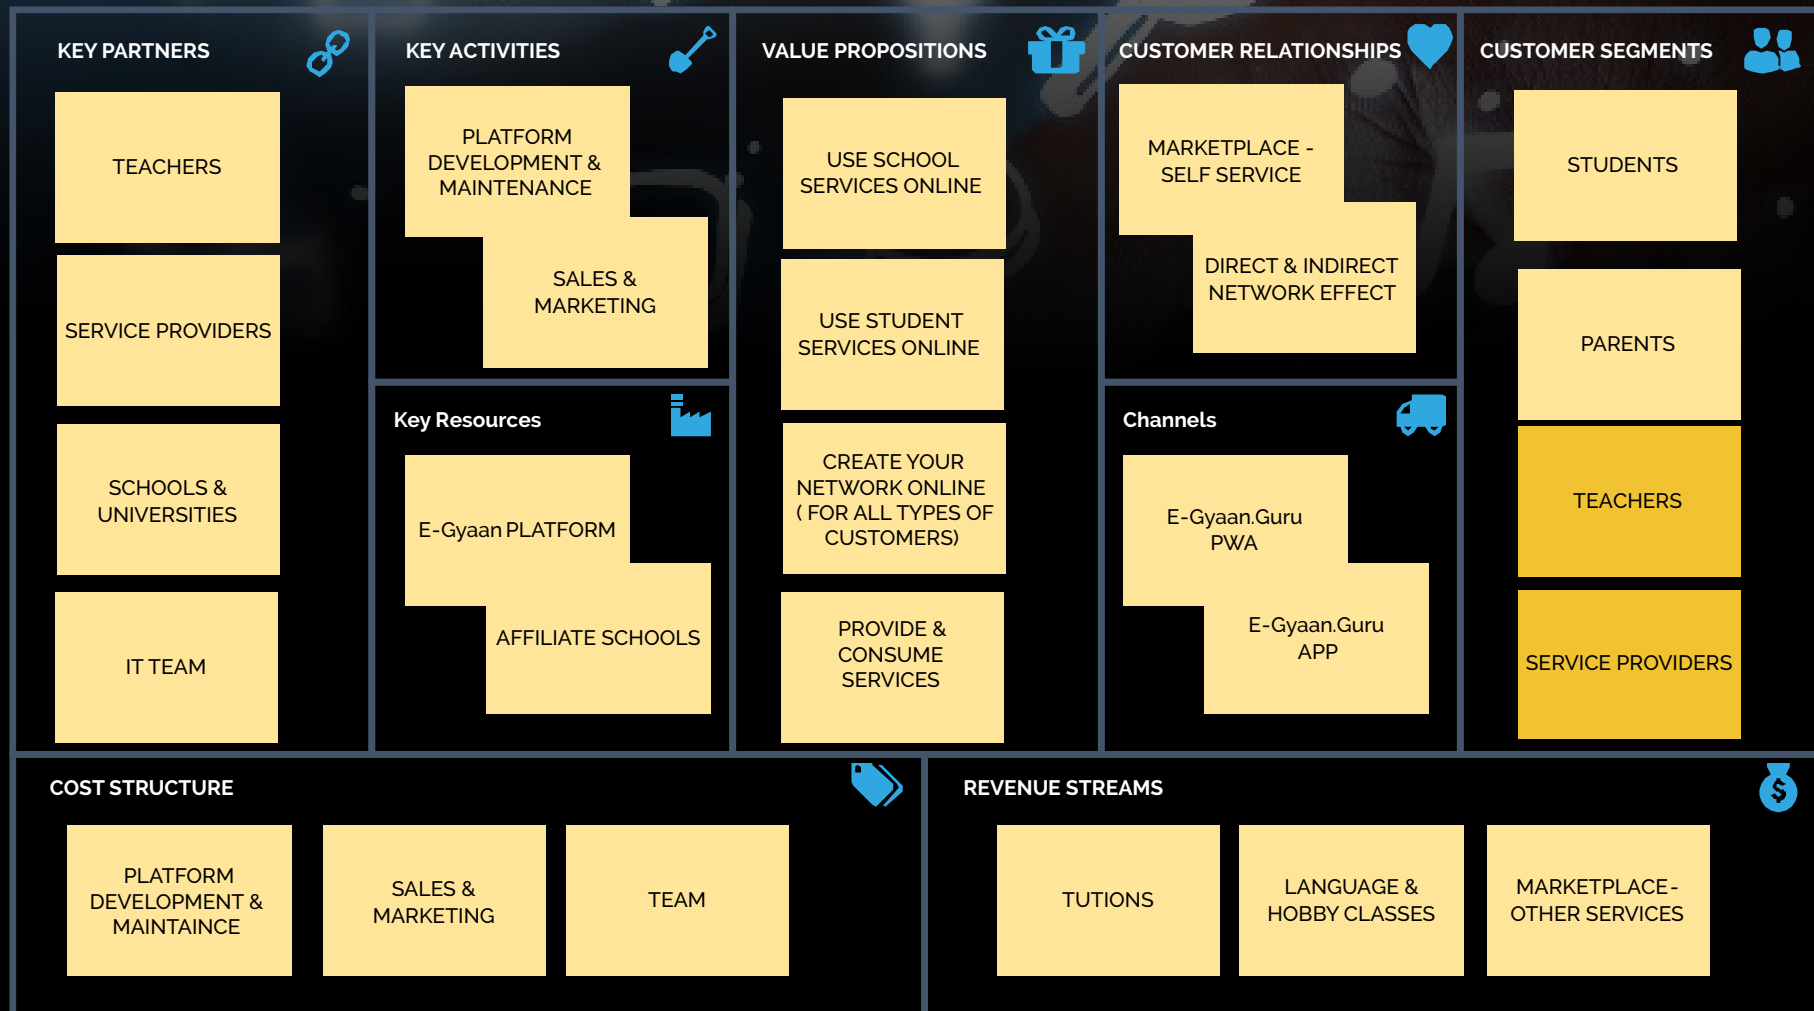 KEY PARTNERS
TEACHERS
SERVICE PROVIDERS
SCHOOLS &
UNIVERSITIES
IT TEAM
KEY ACTIVITIES
PLATFORM
DEVELOPMENT &
MAINTENANCE
SALES &
MARKETING
Key Resources
E-Gyaan PLATFORM
AFFILIATE SCHOOLS
VALUE PROPOSITIONS
USE SCHOOL
SERVICES ONLINE
USE STUDENT
SERVICES ONLINE
CREATE YOUR
NETWORK ONLINE
( FOR ALL TYPES OF
CUSTOMERS)
PROVIDE &
CONSUME
SERVICES
CUSTOMER RELATIONSHIPS
MARKETPLACE -
SELF SERVICE
DIRECT & INDIRECT
NETWORK EFFECT
Channels
E-Gyaan.Guru
PWA
E-Gyaan.Guru
APP
CUSTOMER SEGMENTS
STUDENTS
PARENTS
TEACHERS
SERVICE PROVIDERS
COST STRUCTURE
PLATFORM
DEVELOPMENT &
MAINTAINCE
SALES &
MARKETING
TEAM
REVENUE STREAMS
TUTIONS
LANGUAGE &
HOBBY CLASSES
MARKETPLACE-
OTHER SERVICES